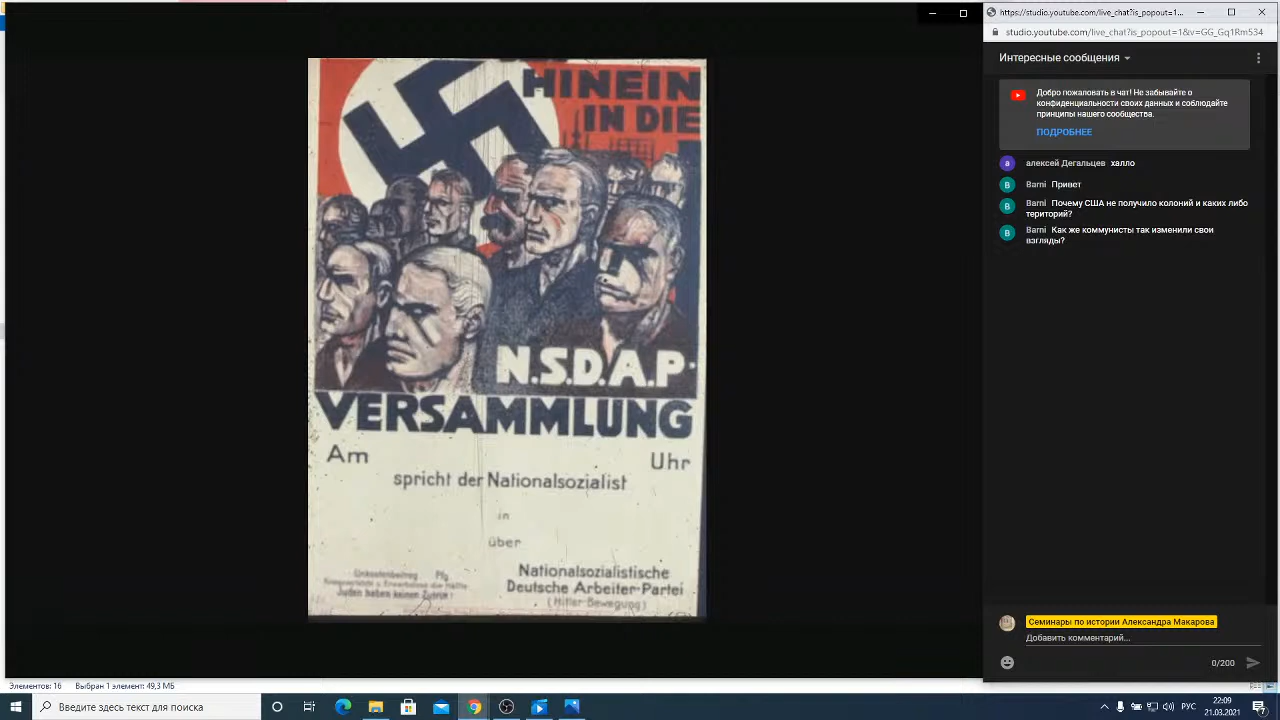 https://studio.youtube.com/live_chat?is_popout=1...
studio.youtube.com/live_chat?is_popout=1&v=GG_Gq1Rm534
Интересные сообщения
Добро пожаловать в чат! Не забывайте о
конфиденциальности своих данных и соблюдайте
принципы нашего сообщества.
ПОДРОБНЕЕ
алексей Дегальцев халло
Barni Привет
Barni Почему США не получило колоний и каких либо
территорий?
Barni Как же коммунисты так изменили свои
вагляды?
HINEIN
IN DIE
N.S.D.A.P.
VERSAMMLUNG
Am
Uhr
spricht der Nationalsozialist
in
über
Unkostenbeitrag Pfg.
Juden haben keinen Zutritt!
Nationalsozialistische
Deutsche Arbeiter-Partei
(Hitler Bewegung)
Семинары по истории Александра Макарова
Добавить комментарий...
0/200
Элементов: 16 Выбран 1 элемент: 49,3 МБ
Введите здесь текст для поиска
РУС
22:09
20.03.2021